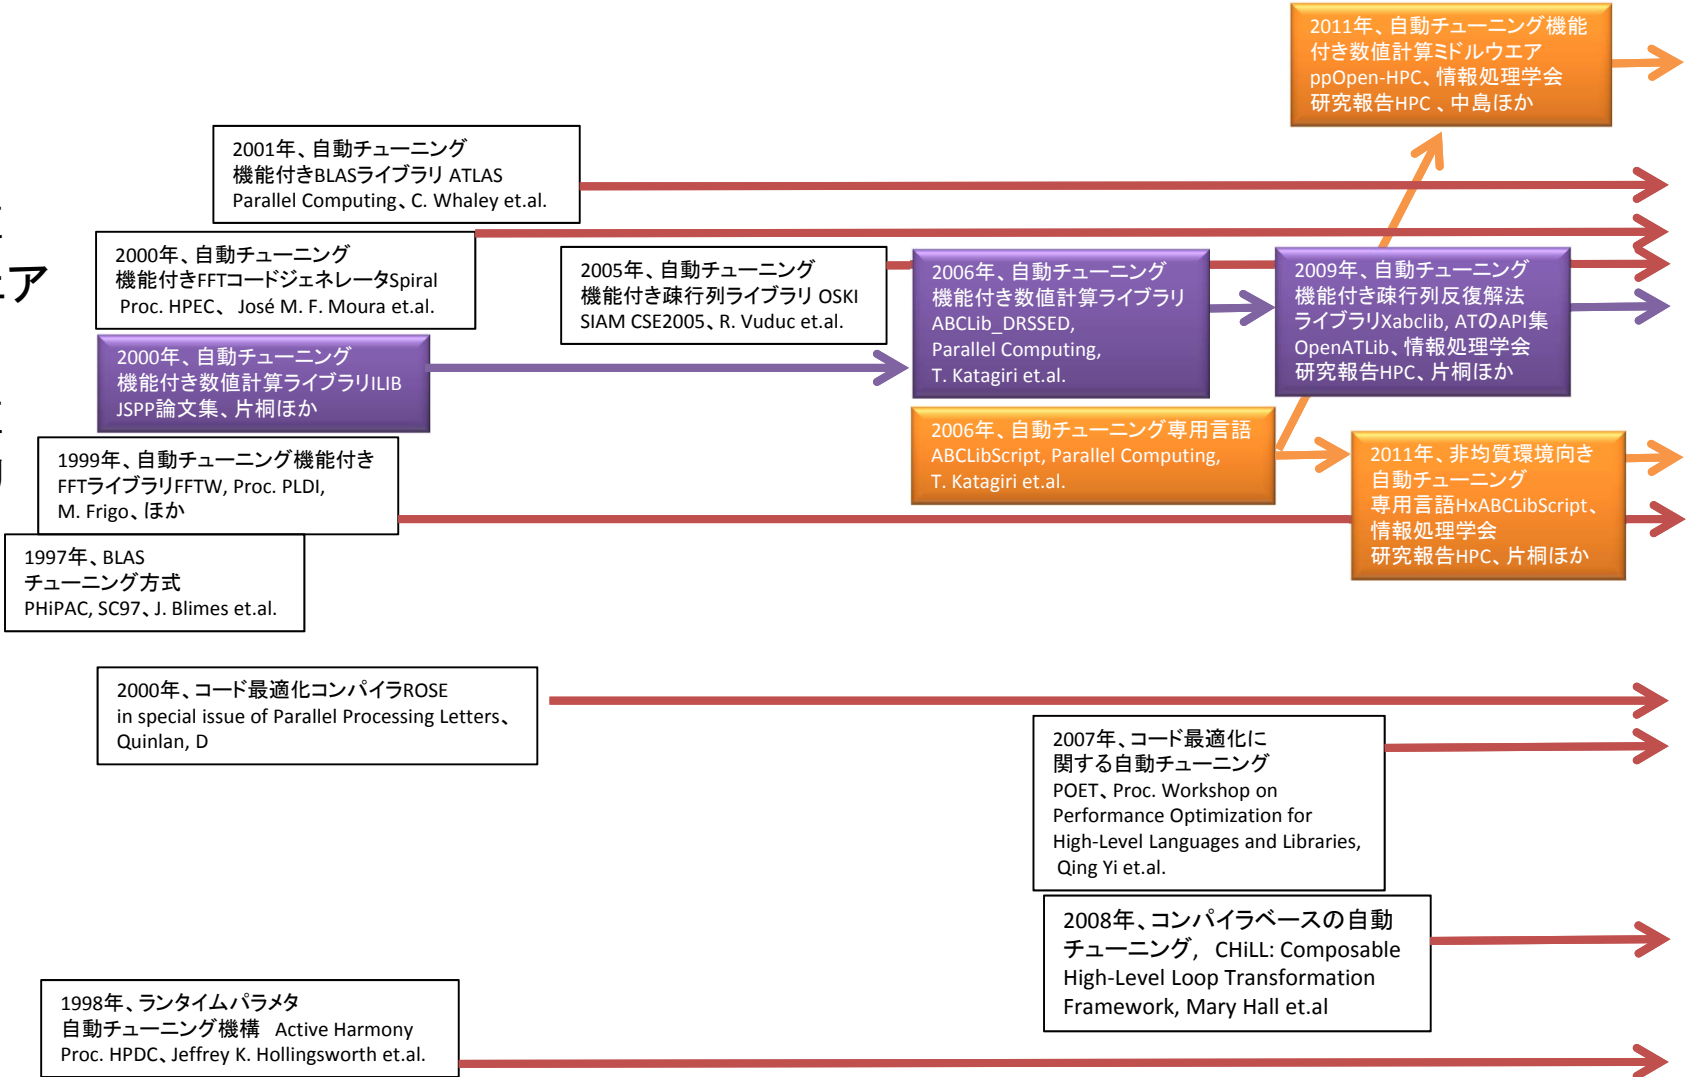 2011年、自動チューニング機能
付き数値計算ミドルウエア
ppOpen-HPC、情報処理学会
研究報告HPC 、中島ほか
2001年、自動チューニング
機能付きBLASライブラリ ATLAS
Parallel Computing、C. Whaley et.al.
2000年、自動チューニング
機能付きFFTコードジェネレータSpiral
Proc. HPEC、 José M. F. Moura et.al.
2005年、自動チューニング
機能付き疎行列ライブラリ OSKI
SIAM CSE2005、R. Vuduc et.al.
2006年、自動チューニング
機能付き数値計算ライブラリ
ABCLib_DRSSED,
Parallel Computing,
T. Katagiri et.al.
2009年、自動チューニング
機能付き疎行列反復解法
ライブラリXabclib, ATのAPI集
OpenATLib、情報処理学会
研究報告HPC、片桐ほか
ェア
2000年、自動チューニング
機能付き数値計算ライブラリILIB
JSPP論文集、片桐ほか
2006年、自動チューニング専用言語
ABCLibScript, Parallel Computing,
T. Katagiri et.al.
2011年、非均質環境向き
自動チューニング
専用言語HxABCLibScript、
情報処理学会
研究報告HPC、片桐ほか
1999年、自動チューニング機能付き
FFTライブラリFFTW, Proc. PLDI,
M. Frigo、ほか
1997年、BLAS
チューニング方式
PHiPAC, SC97、J. Blimes et.al.
2000年、コード最適化コンパイラROSE
in special issue of Parallel Processing Letters、
Quinlan, D
2007年、コード最適化に
関する自動チューニング
POET、Proc. Workshop on
Performance Optimization for
High-Level Languages and Libraries,
Qing Yi et.al.
2008年、コンパイラベースの自動
チューニング, CHiLL: Composable
High-Level Loop Transformation
Framework, Mary Hall et.al
1998年、ランタイムパラメタ
自動チューニング機構 Active Harmony
Proc. HPDC、Jeffrey K. Hollingsworth et.al.